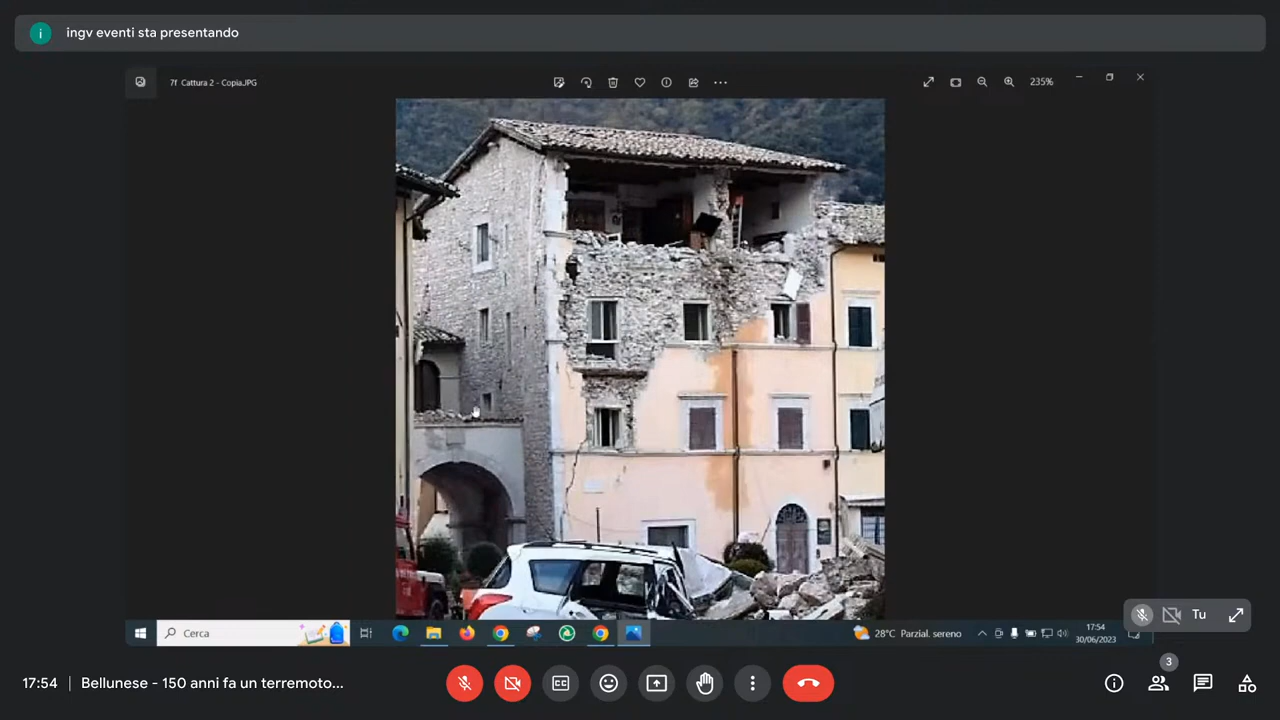 ingv eventi sta presentando
7f Cattura 2 - Copia.JPG
235%
Tu
Cerca
28°C Parzial. sereno
17:54
30/06/2023
17:54 | Bellunese - 150 anni fa un terremoto...
3